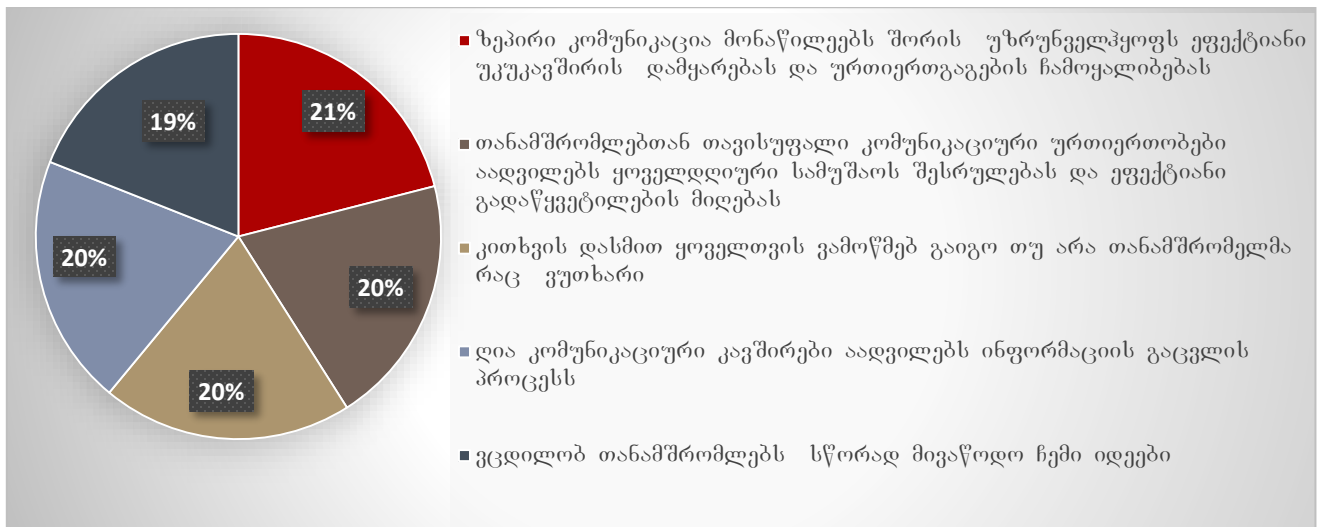 21%
20%
20%
20%
19%
ზეპირი კომუნიკაცია მონაწილეებს შორის უზრუნველჰყოფს ეფექტიანი
უკუკავშირის დამყარებას და ურთიერთგაგების ჩამოყალიბებას
თანამშრომლებთან თავისუფალი კომუნიკაციური ურთიერთობები
აადვილებს ყოველდღიური სამუშაოს შესრულებას და ეფექტიანი
გადაწყვეტილების მიღებას
კითხვის დასმით ყოველთვის ვამოწმებ გაიგო თუ არა თანამშრომელმა
რაც ვუთხარი
ღია კომუნიკაციური კავშირები აადვილებს ინფორმაციის გაცვლის
პროცესს
ვცდილობ თანამშრომლებს სწორად მივაწოდო ჩემი იდეები